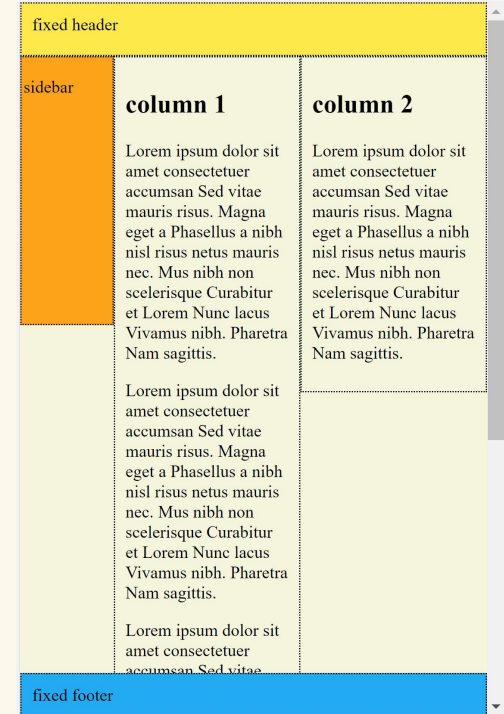 fixed header
sidebar
column 1
Lorem ipsum dolor sit
amet consectetuer
accumsan Sed vitae
mauris risus. Magna
eget a Phasellus a nibh
nisl risus netus mauris
nec. Mus nibh non
scelerisque Curabitur
et Lorem Nunc lacus
Vivamus nibh. Pharetra
Nam sagittis.
Lorem ipsum dolor sit
amet consectetuer
accumsan Sed vitae
mauris risus. Magna
eget a Phasellus a nibh
nisl risus netus mauris
nec. Mus nibh non
scelerisque Curabitur
et Lorem Nunc lacus
Vivamus nibh. Pharetra
Nam sagittis.
Lorem ipsum dolor sit
amet consectetuer
accumsan Sed vitae
column 2
Lorem ipsum dolor sit
amet consectetuer
accumsan Sed vitae
mauris risus. Magna
eget a Phasellus a nibh
nisl risus netus mauris
nec. Mus nibh non
scelerisque Curabitur
et Lorem Nunc lacus
Vivamus nibh. Pharetra
Nam sagittis.
fixed footer